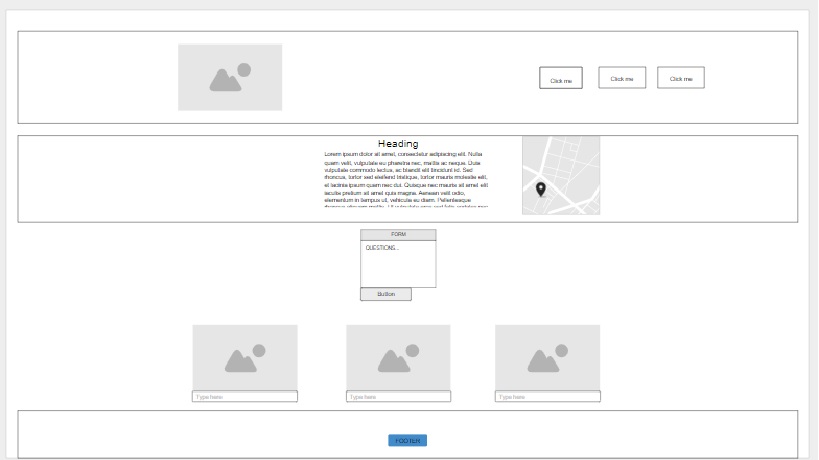 Click me
Click me
Click me
Heading
Lorem ipsum dolor sit amet, consectetur adipiscing elit. Nulla
quam velit, vulputate eu pharetra nec, mattis ac neque. Duis
vulputate commodo lectus, ac blandit elit tincidunt id. Sed
rhoncus, tortor sed eleifend tristique, tortor mauris molestie elit,
et lacinia ipsum quam nec dui. Quisque nec mauris sit amet elit
iaculis pretium sit amet quis magna. Aenean velit odio,
elementum in tempus ut, vehicula eu diam. Pellentesque
FORM
QUESTIONS...
Button
Type here
Type here
Type here
FOOTER